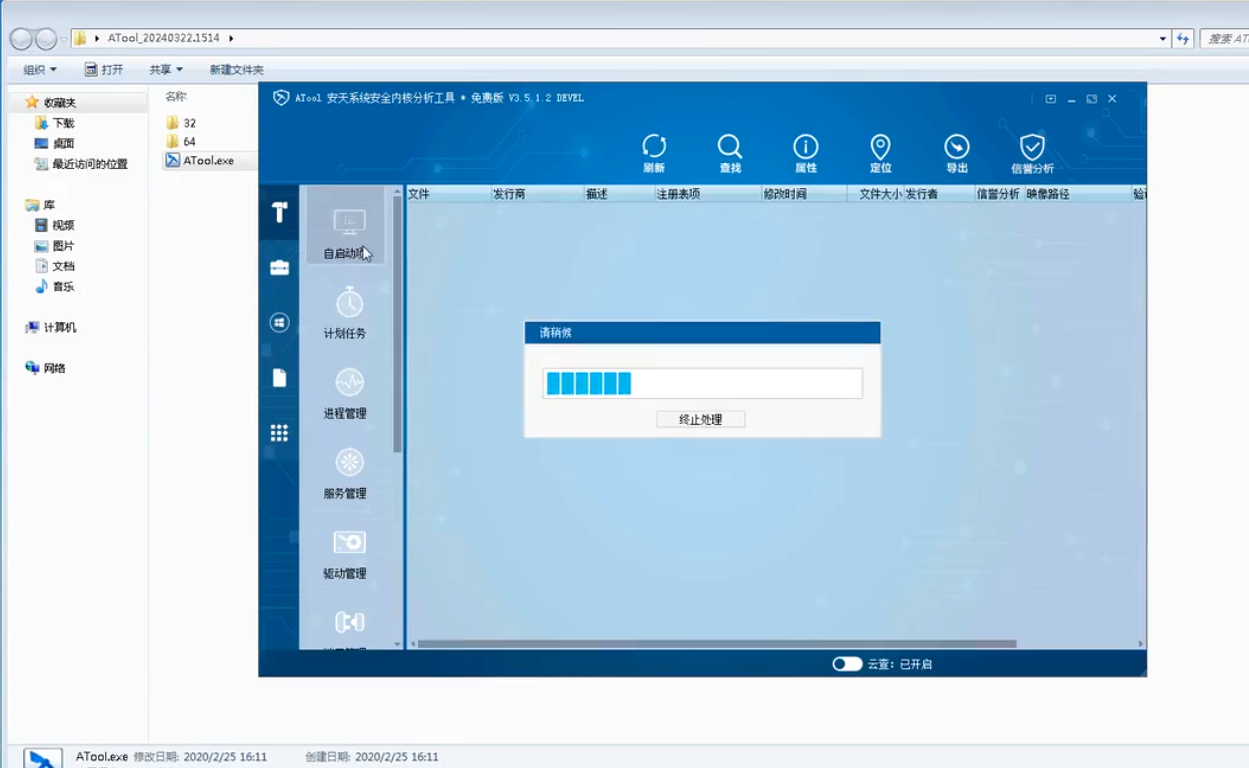 ATool_20240322.1514
搜索 AT
组织 打开 共享 新建文件夹
收藏夹
下载
桌面
最近访问的位置
库
视频
图片
文档
音乐
计算机
网络
名称
32
64
ATool.exe
ATool 安天系统安全内核分析工具 * 免费版 V3.5.1.2 DEVEL
刷新 查找 属性 定位 导出 信誉分析
文件 发行商 描述 注册表项 修改时间 文件大小 发行者 信誉分析 映像路径 验
自启动项
计划任务
进程管理
服务管理
驱动管理
请稍候
终止处理
云查：已开启
ATool.exe 修改日期: 2020/2/25 16:11 创建日期: 2020/2/25 16:11